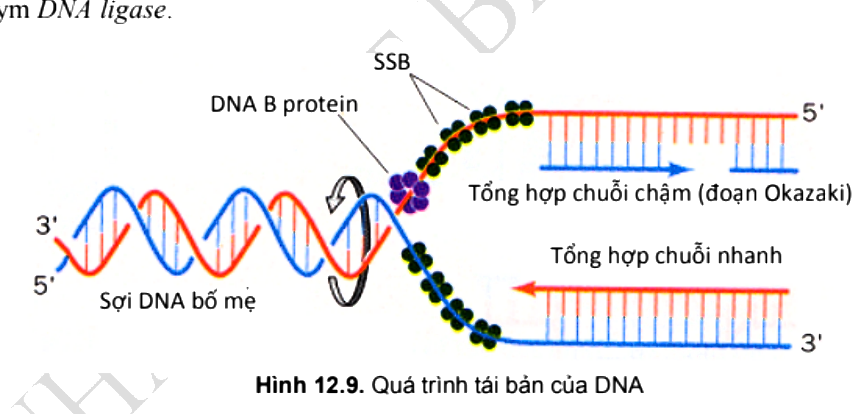 ym DNA ligase.
SSB
DNA B protein
5'
Tổng hợp chuỗi chậm (đoạn Okazaki)
3'
Tổng hợp chuỗi nhanh
5'
Sợi DNA bố mẹ
3'
Hình 12.9. Quá trình tái bản của DNA